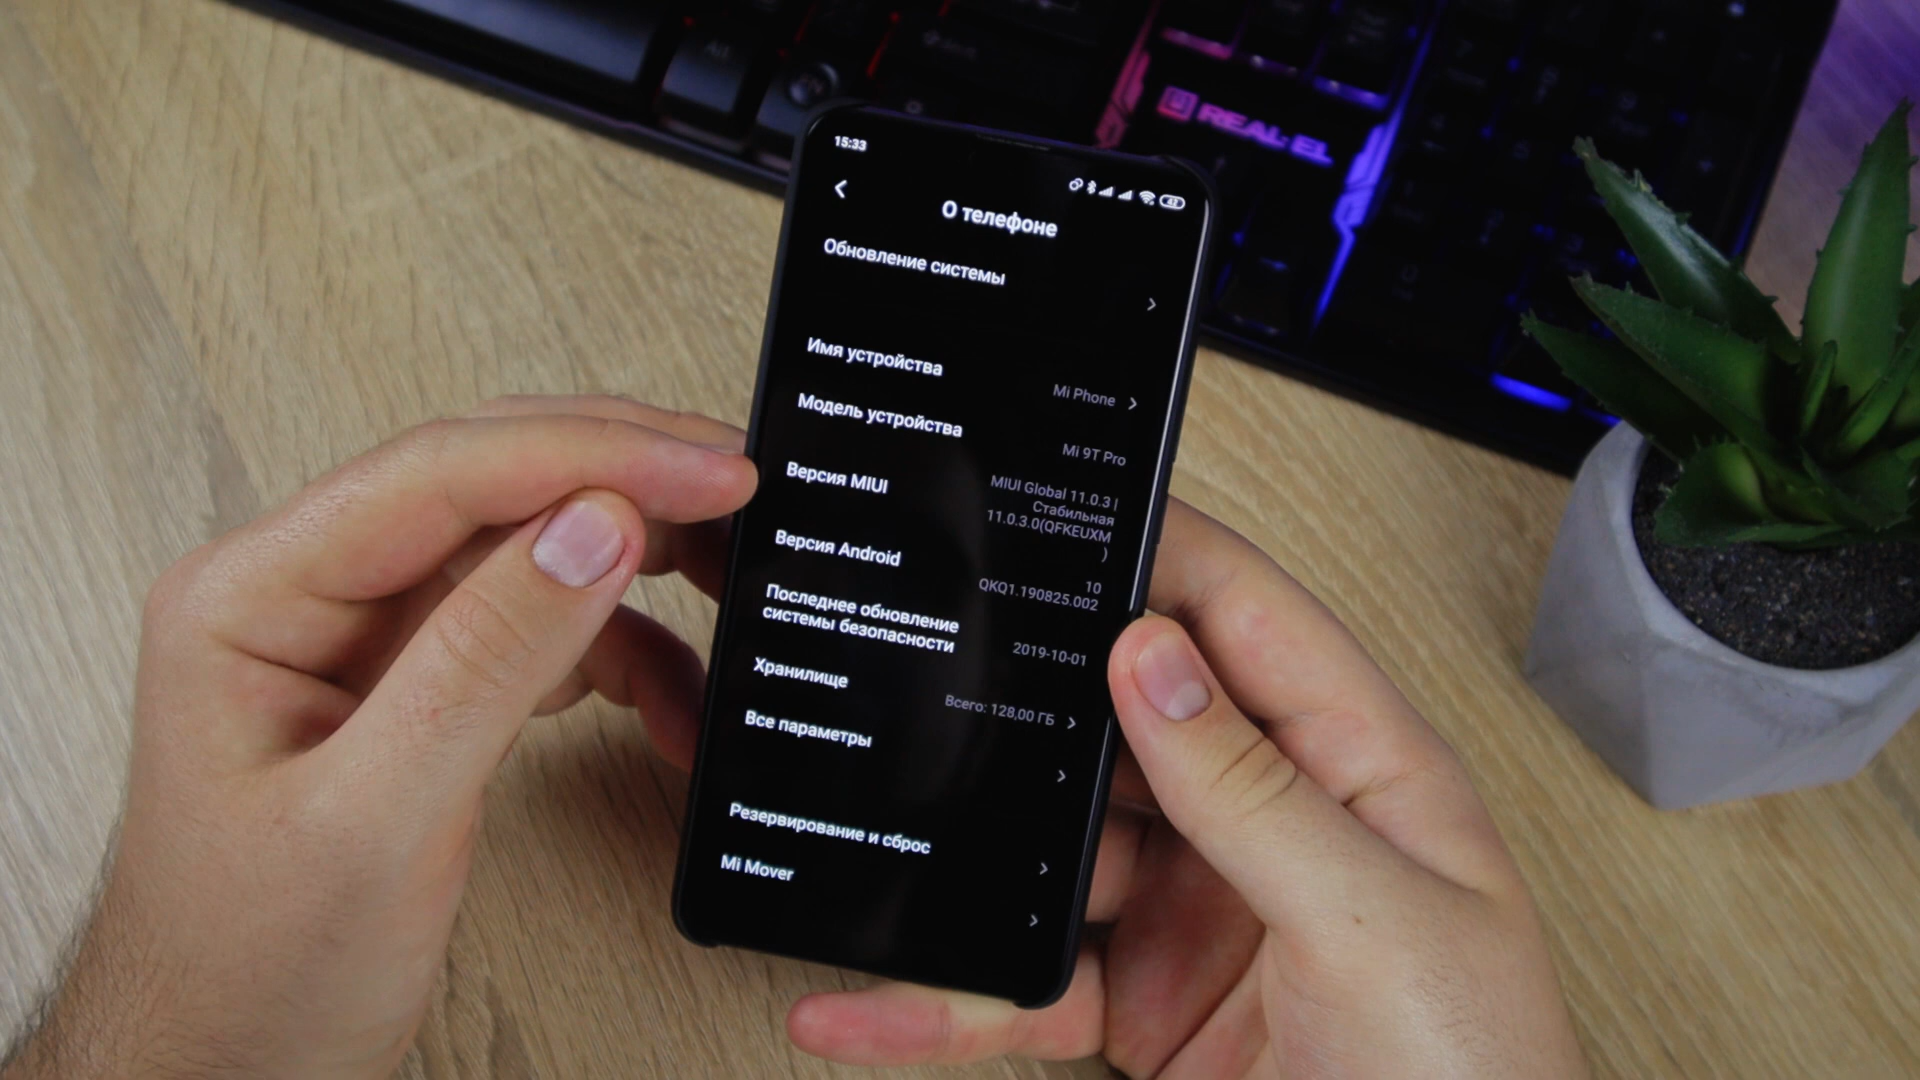 REAL-EL
Alt
15:33
42
О телефоне
Обновление системы
Имя устройства
Mi Phone
Модель устройства
Mi 9T Pro
Версия MIUI
MIUI Global 11.0.3 |
Стабильная
11.0.3.0(QFKEUXM
)
Версия Android
10
QKQ1.190825.002
Последнее обновление
системы безопасности
2019-10-01
Хранилище
Всего: 128,00 ГБ
Все параметры
Резервирование и сброс
Mi Mover